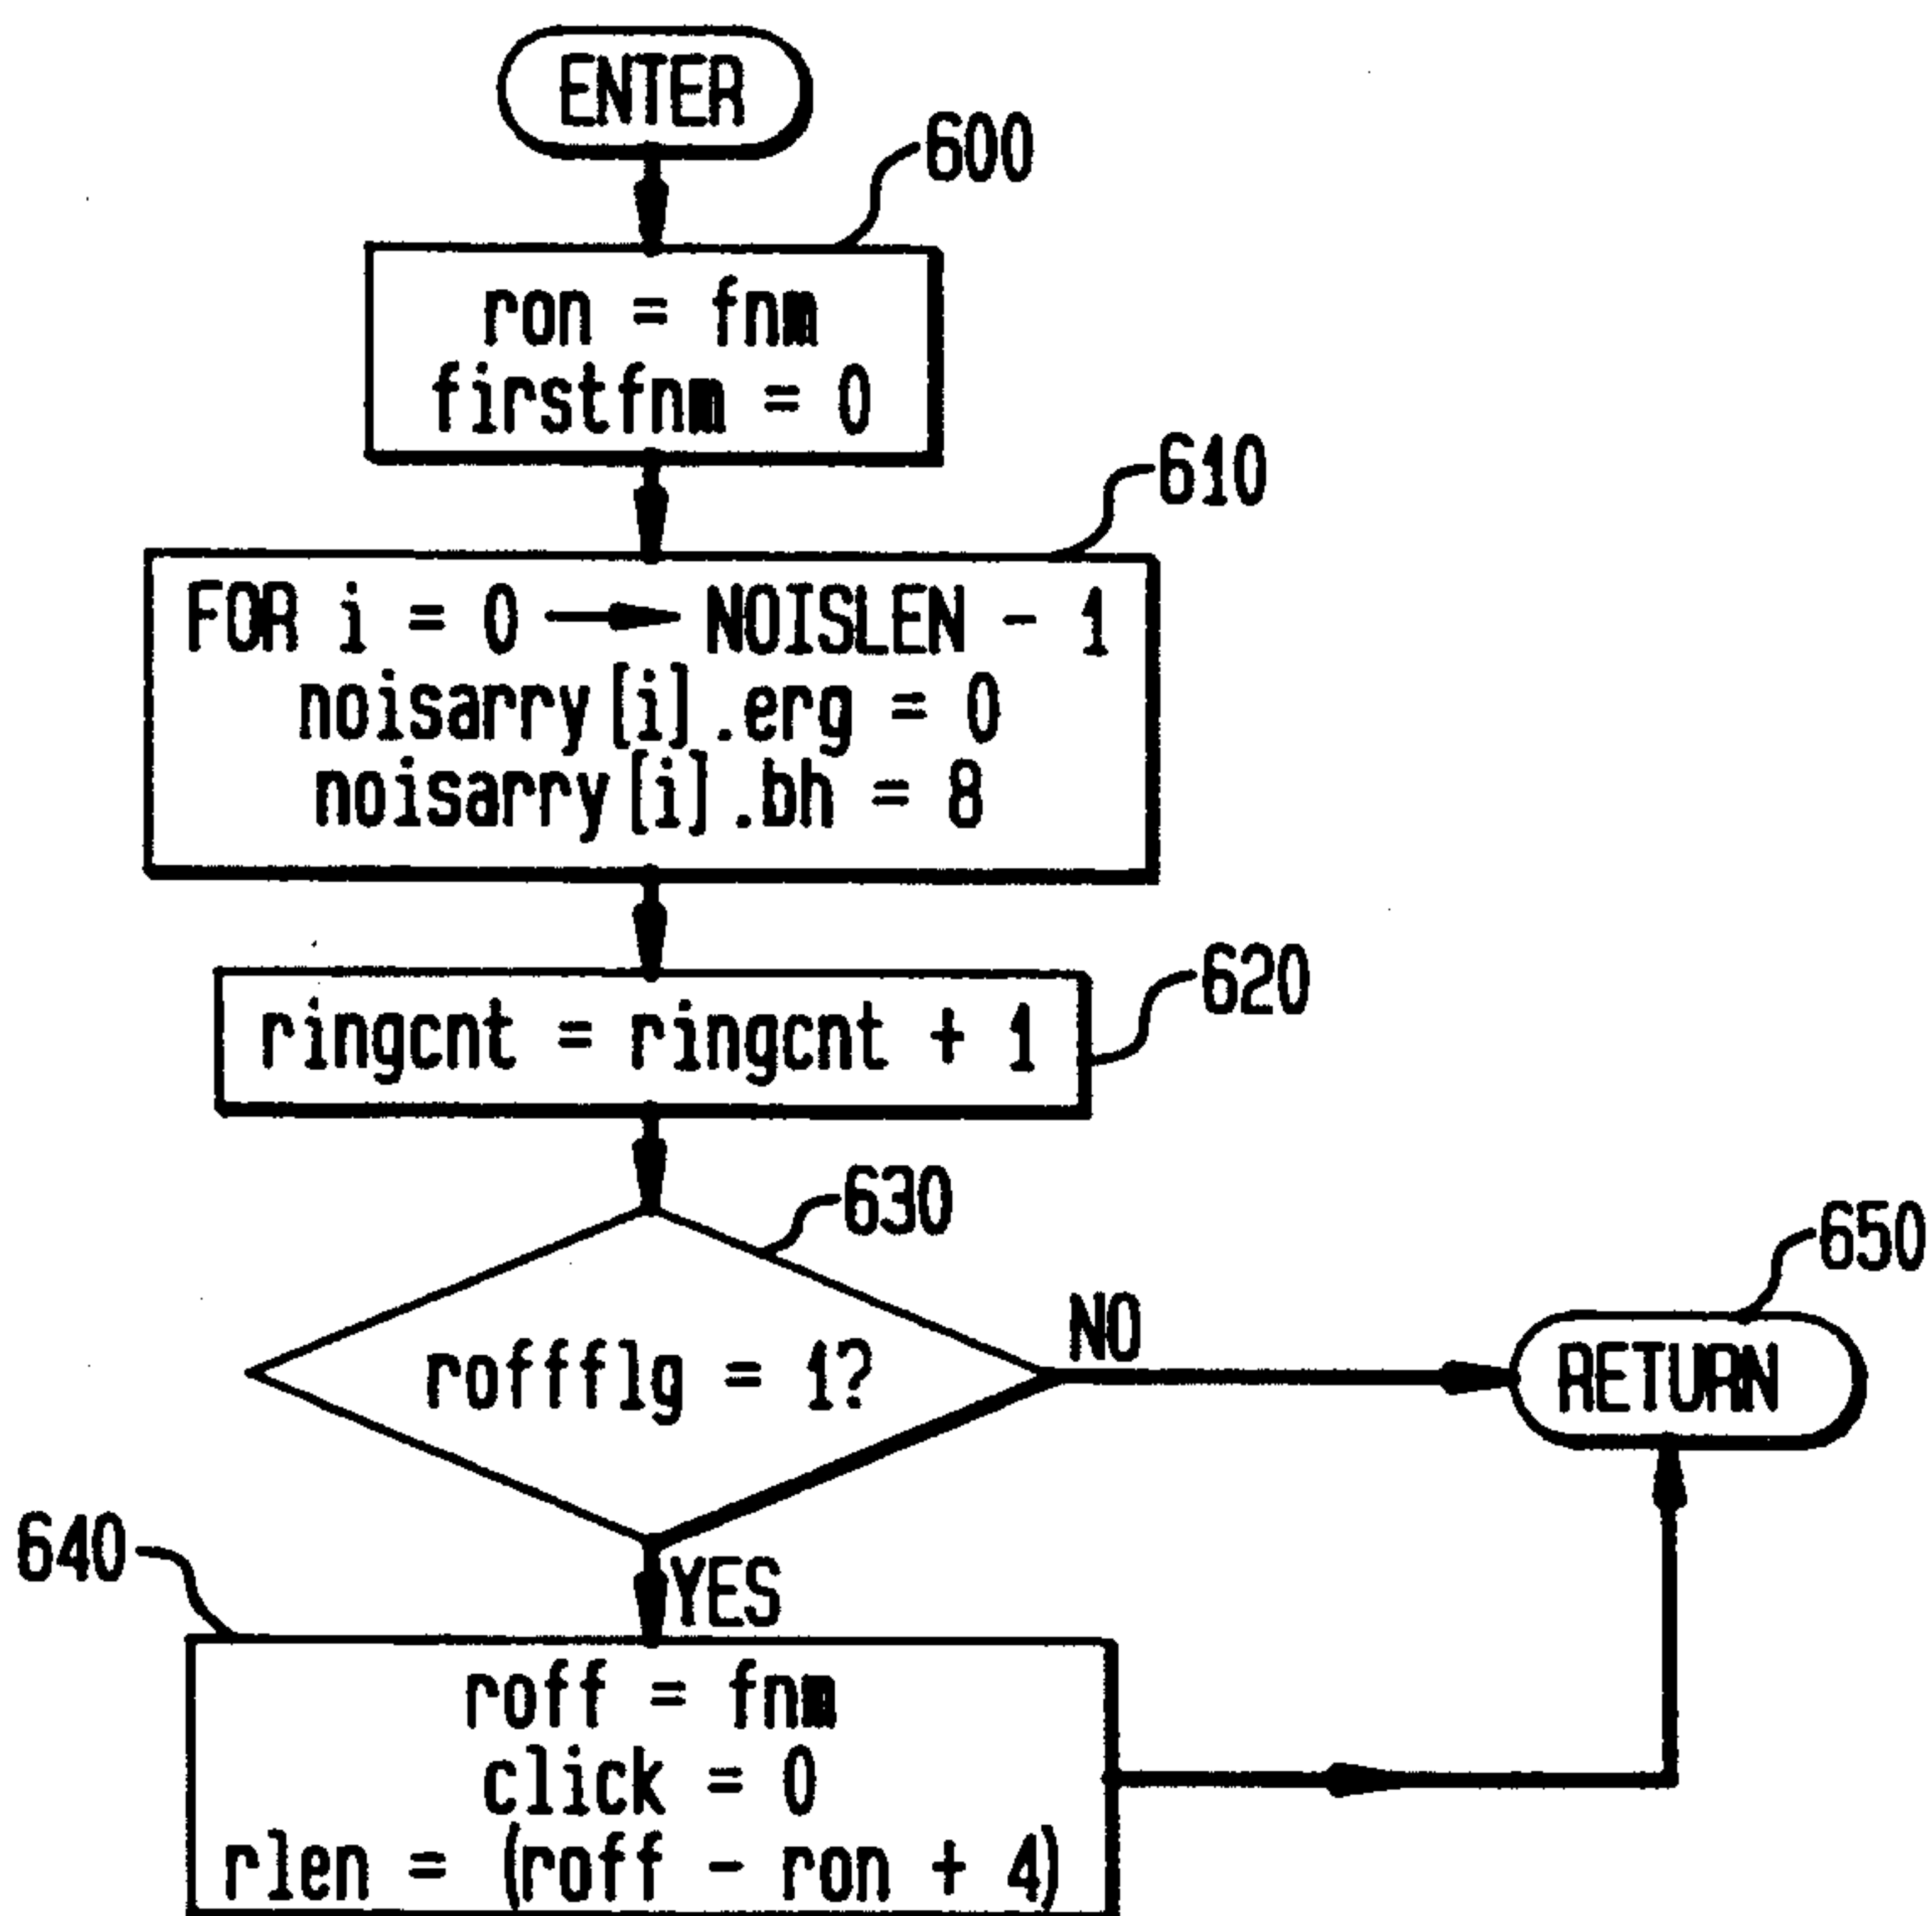 ENTER
600
ron = fnm
firstfnm = 0
610
FOR i = 0 → NOISLEN - 1
noisarry[i].erg = 0
noisarry[i].bh = 8
620
ringcnt = ringcnt + 1
630
roffflg = 1?
NO
650
RETURN
640
YES
roff = fnm
click = 0
rlen = (roff - ron + 4)